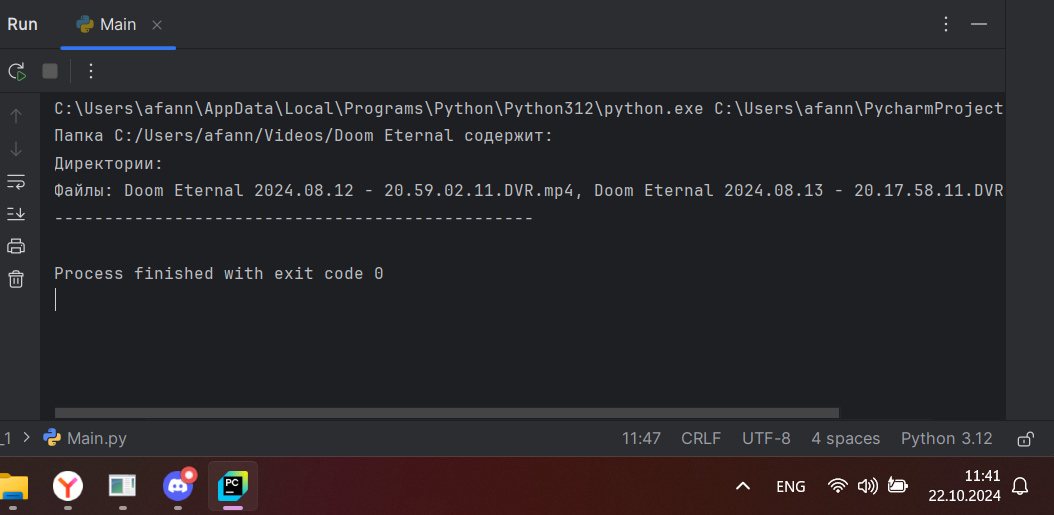 Run Main
C:\Users\afann\AppData\Local\Programs\Python\Python312\python.exe C:\Users\afann\PycharmProject
Папка C:/Users/afann/Videos/Doom Eternal содержит:
Директории:
Файлы: Doom Eternal 2024.08.12 - 20.59.02.11.DVR.mp4, Doom Eternal 2024.08.13 - 20.17.58.11.DVR
------------------------------------------------
Process finished with exit code 0
_1 > Main.py 11:47 CRLF UTF-8 4 spaces Python 3.12
PC ENG 11:41
22.10.2024